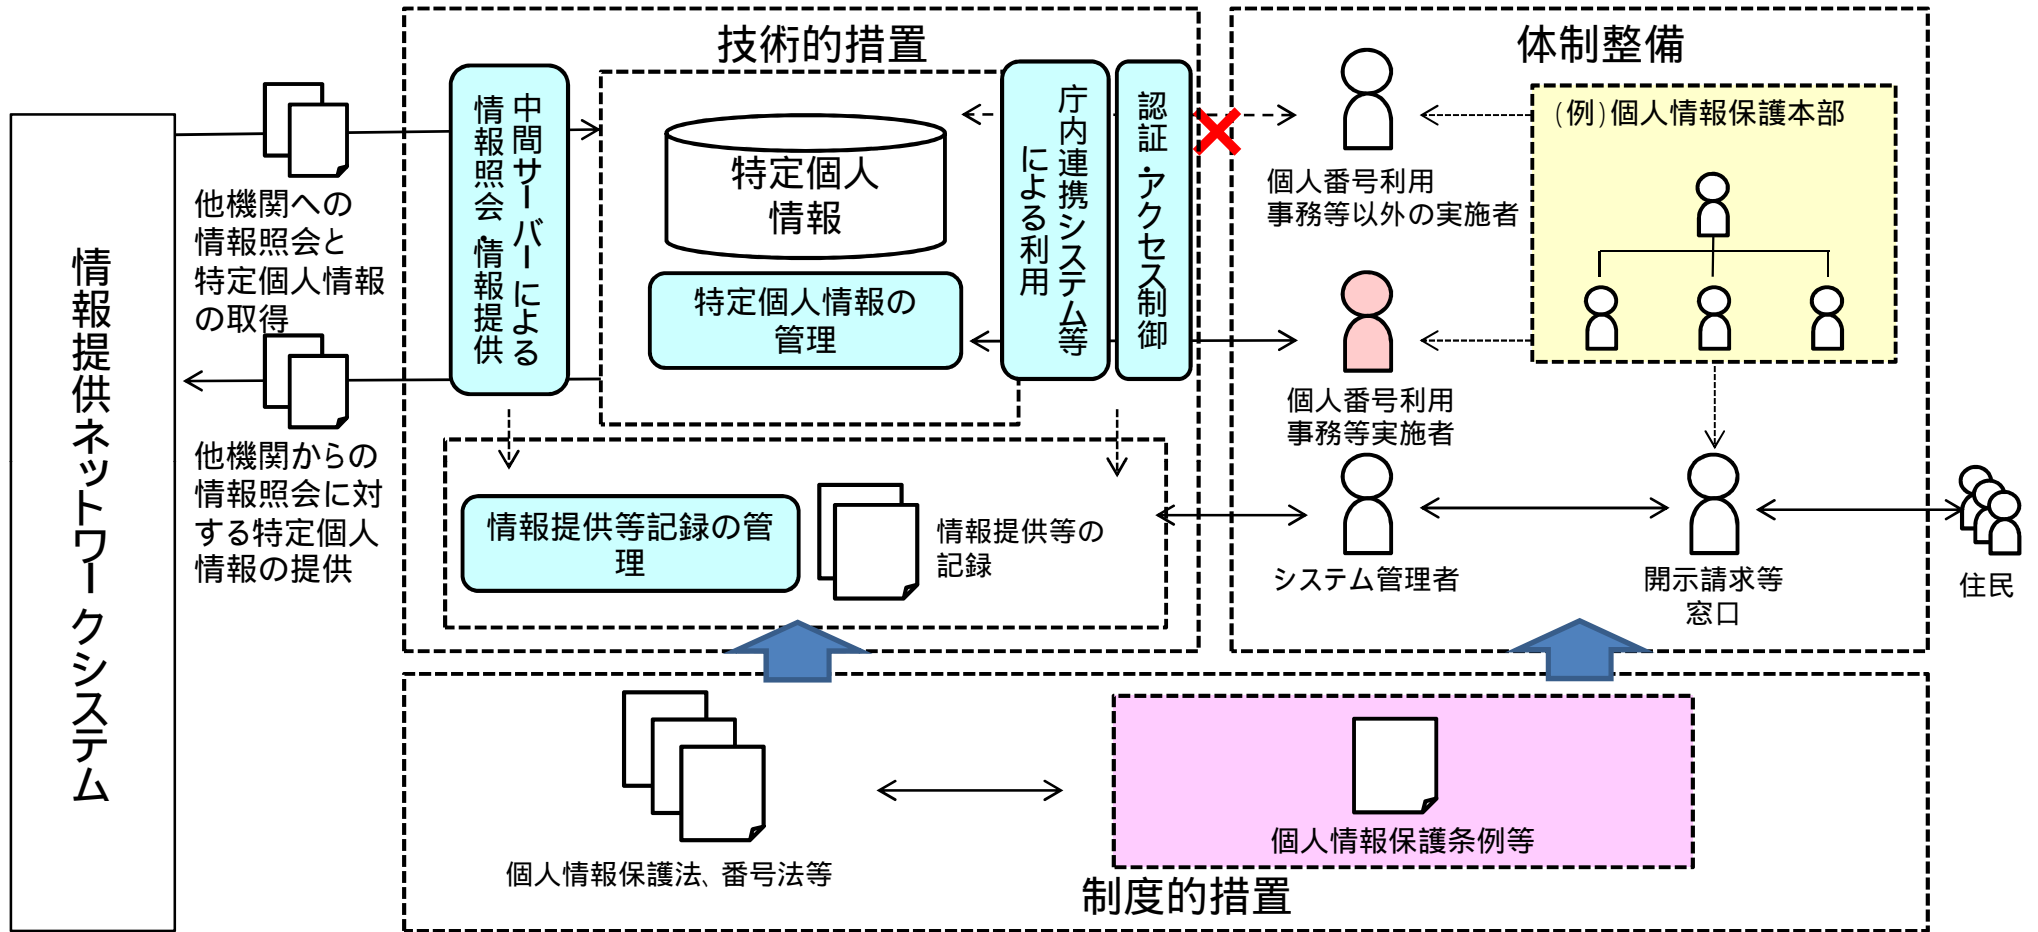 技術的措置
体制整備
情報提供ネットワークシステム
他機関への
情報照会と
特定個人情報
の取得
他機関からの
情報照会に対
する特定個人
情報の提供
中間サーバーによる
情報照会・情報提供
特定個人
情報
特定個人情報の
管理
庁内連携システム等
による利用
認証・アクセス制御
情報提供等記録の管
理
情報提供等の
記録
個人番号利用
事務等以外の実施者
(例)個人情報保護本部
個人番号利用
事務等実施者
システム管理者
開示請求等
窓口
住民
個人情報保護法、番号法等
個人情報保護条例等
制度的措置